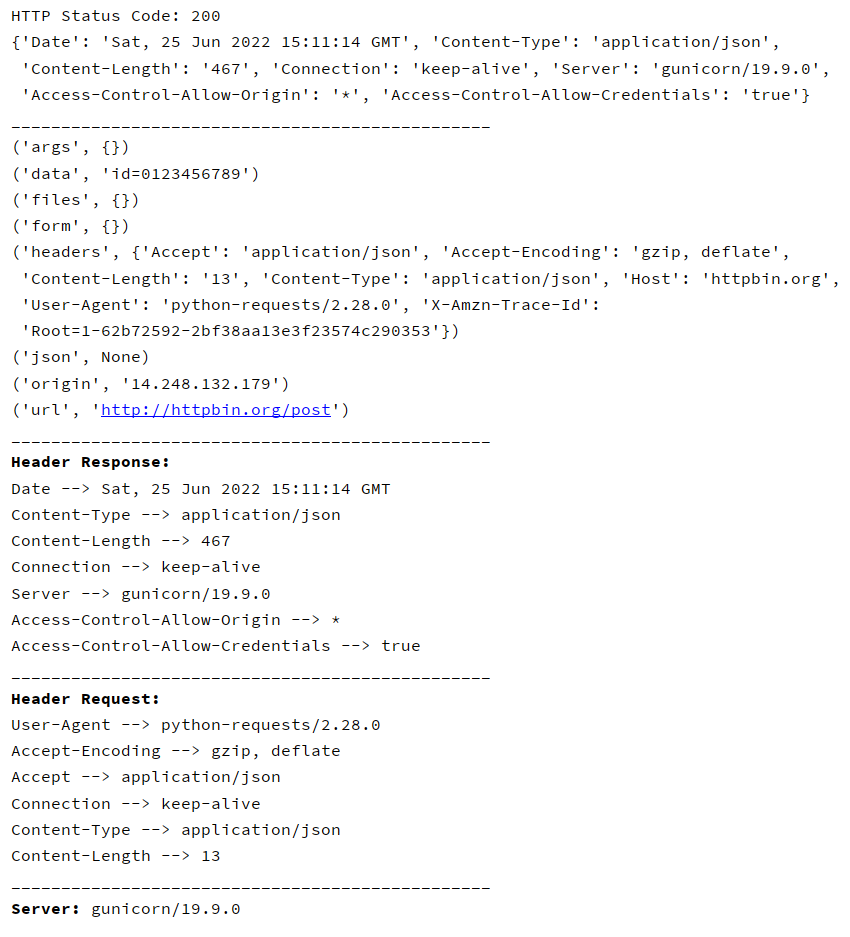 HTTP Status Code: 200
{'Date': 'Sat, 25 Jun 2022 15:11:14 GMT', 'Content-Type': 'application/json',
 'Content-Length': '467', 'Connection': 'keep-alive', 'Server': 'gunicorn/19.9.0',
 'Access-Control-Allow-Origin': '*', 'Access-Control-Allow-Credentials': 'true'}
________________________________________________
('args', {})
('data', 'id=0123456789')
('files', {})
('form', {})
('headers', {'Accept': 'application/json', 'Accept-Encoding': 'gzip, deflate',
 'Content-Length': '13', 'Content-Type': 'application/json', 'Host': 'httpbin.org',
 'User-Agent': 'python-requests/2.28.0', 'X-Amzn-Trace-Id':
 'Root=1-62b72592-2bf38aa13e3f23574c290353'})
('json', None)
('origin', '14.248.132.179')
('url', 'http://httpbin.org/post')
________________________________________________
Header Response:
Date --> Sat, 25 Jun 2022 15:11:14 GMT
Content-Type --> application/json
Content-Length --> 467
Connection --> keep-alive
Server --> gunicorn/19.9.0
Access-Control-Allow-Origin --> *
Access-Control-Allow-Credentials --> true
________________________________________________
Header Request:
User-Agent --> python-requests/2.28.0
Accept-Encoding --> gzip, deflate
Accept --> application/json
Connection --> keep-alive
Content-Type --> application/json
Content-Length --> 13
________________________________________________
Server: gunicorn/19.9.0